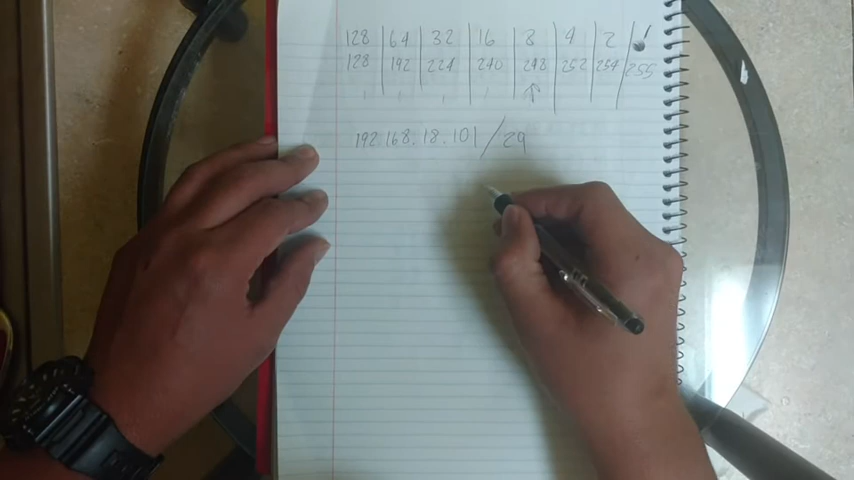 128 | 64 | 32 | 16 | 8 | 4 | 2 | 1
128 | 192 | 224 | 240 | 248 | 252 | 254 | 255
192 168. 18. 101 / 29